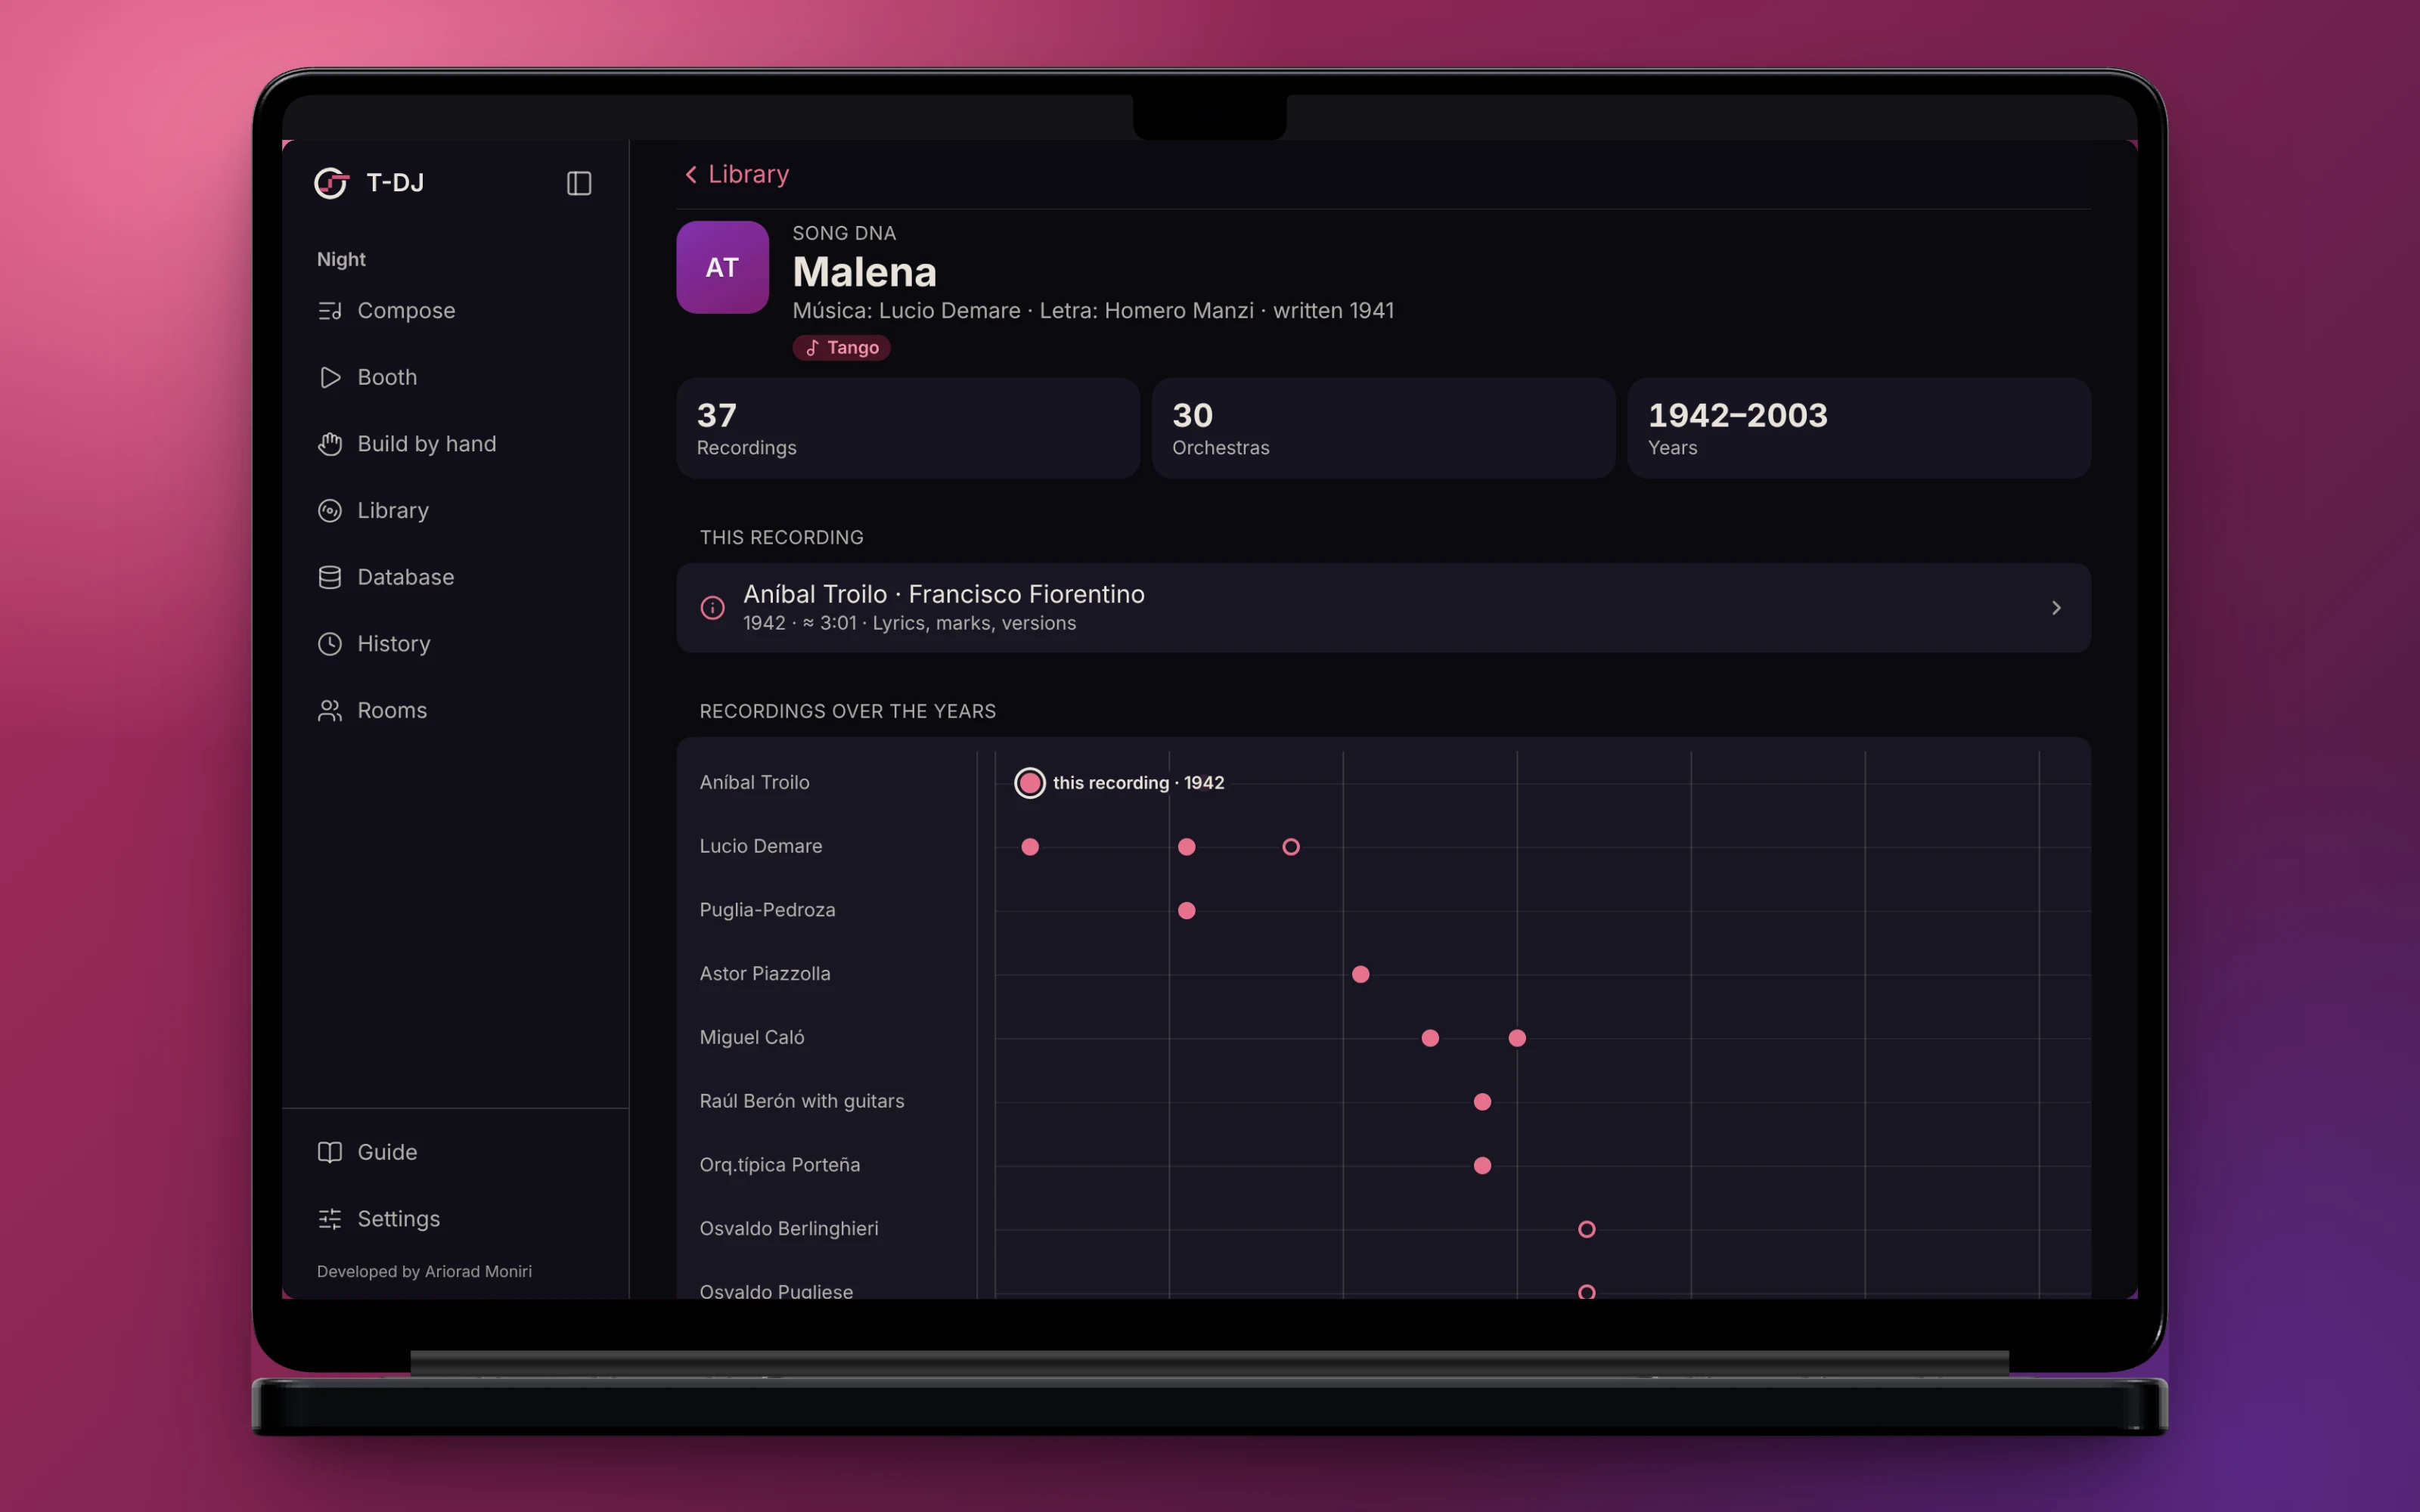 T-DJ
Night
Compose
Booth
Build by hand
Library
Database
History
Rooms
Guide
Settings
Developed by Ariorad Moniri
Library
AT
SONG DNA
Malena
Música: Lucio Demare · Letra: Homero Manzi · written 1941
Tango
37
Recordings
30
Orchestras
1942–2003
Years
THIS RECORDING
Aníbal Troilo · Francisco Fiorentino
1942 · ≈ 3:01 · Lyrics, marks, versions
RECORDINGS OVER THE YEARS
Aníbal Troilo
this recording · 1942
Lucio Demare
Puglia-Pedroza
Astor Piazzolla
Miguel Caló
Raúl Berón with guitars
Orq.típica Porteña
Osvaldo Berlinghieri
Osvaldo Pugliese